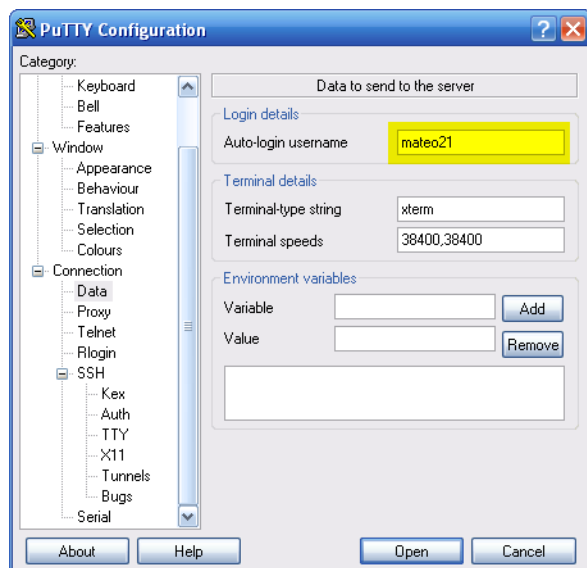 PuTTY Configuration
Category:
Keyboard
Bell
Features
Window
Appearance
Behaviour
Translation
Selection
Colours
Connection
Data
Proxy
Telnet
Rlogin
SSH
Kex
Auth
TTY
X11
Tunnels
Bugs
Serial
Data to send to the server
Login details
Auto-login username mateo21
Terminal details
Terminal-type string xterm
Terminal speeds 38400,38400
Environment variables
Variable Add
Value Remove
About Help Open Cancel